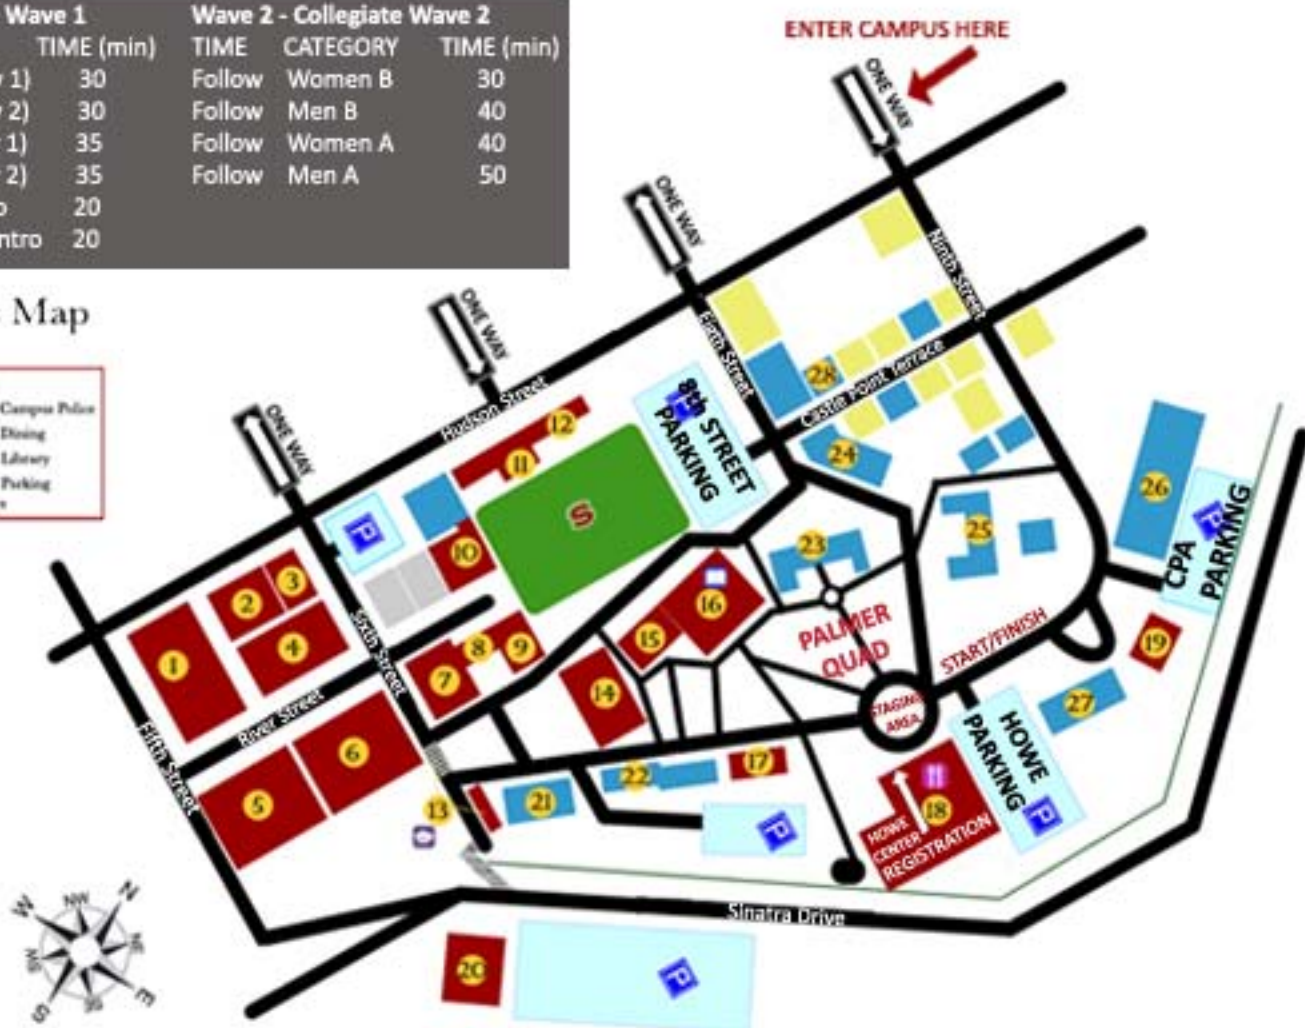 Wave 1
TIME (min)
1) 30
2) 30
1) 35
2) 35
20
ntro 20
Wave 2 - Collegiate Wave 2
TIME CATEGORY TIME (min)
Follow Women B 30
Follow Men B 40
Follow Women A 40
Follow Men A 50
Map
Campus Police
Dining
Library
Parking
ENTER CAMPUS HERE
ONE WAY
ONE WAY
ONE WAY
ONE WAY
Ninth Street
Castle Point Terrace
Hudson Street
8th STREET
PARKING
P
28
24
12
11
S
26
P
CPA
PARKING
25
23
P
10
3
2
4
1
Sixth Street
16
15
PALMER
QUAD
START/FINISH
19
8
9
7
14
River Street
Fifth Street
6
5
STAGING
AREA
27
HOWE
PARKING
P
17
22
21
13
P
18
HOWE
CENTER
REGISTRATION
Sinatra Drive
20
P
N
NE
E
SE
S
SW
W
NW